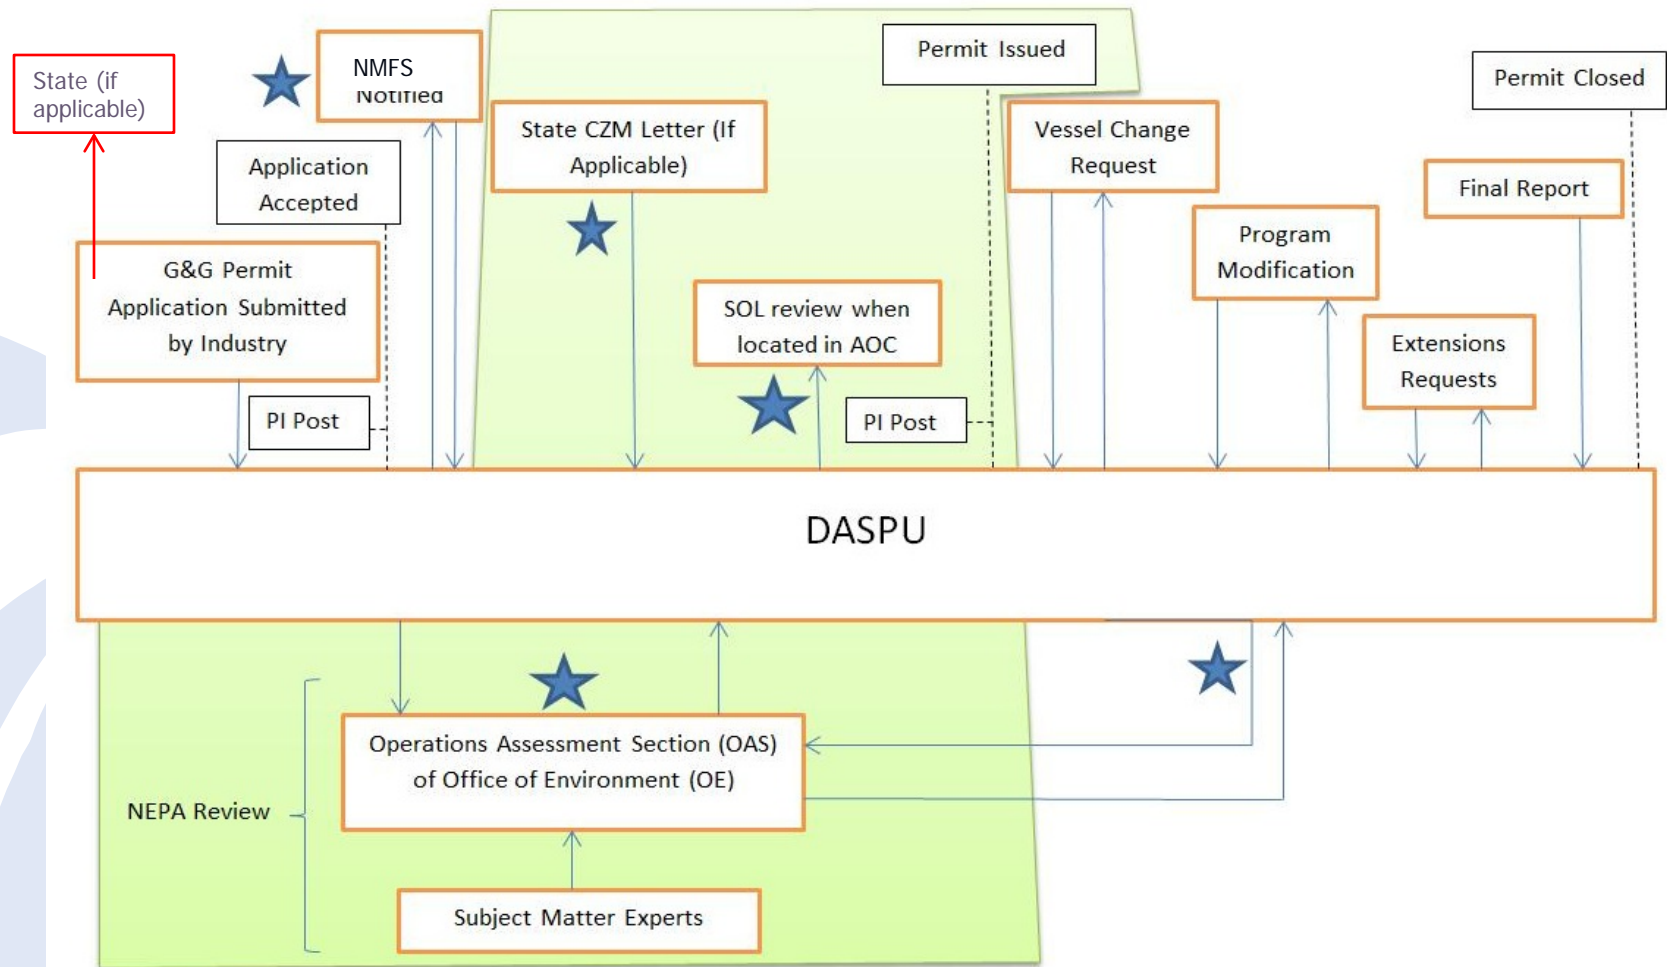 State (if
applicable)
NMFS
Notified
Application
Accepted
G&G Permit
Application Submitted
by Industry
PI Post
State CZM Letter (If
Applicable)
SOL review when
located in AOC
Permit Issued
PI Post
Vessel Change
Request
Program
Modification
Extensions
Requests
Final Report
Permit Closed
DASPU
Operations Assessment Section (OAS)
of Office of Environment (OE)
NEPA Review
Subject Matter Experts